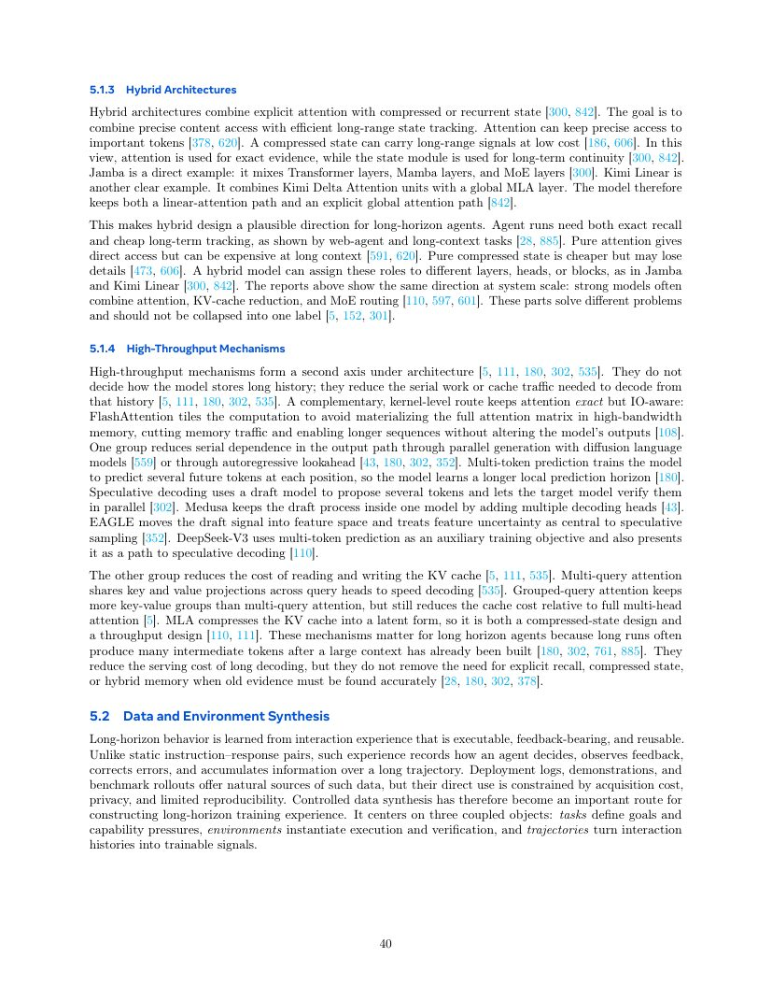 5.1.3 Hybrid Architectures
Hybrid architectures combine explicit attention with compressed or recurrent state [300, 842]. The goal is to
combine precise content access with efficient long-range state tracking. Attention can keep precise access to
important tokens [378, 620]. A compressed state can carry long-range signals at low cost [186, 606]. In this
view, attention is used for exact evidence, while the state module is used for long-term continuity [300, 842].
Jamba is a direct example: it mixes Transformer layers, Mamba layers, and MoE layers [300]. Kimi Linear is
another clear example. It combines Kimi Delta Attention units with a global MLA layer. The model therefore
keeps both a linear-attention path and an explicit global attention path [842].
This makes hybrid design a plausible direction for long-horizon agents. Agent runs need both exact recall
and cheap long-term tracking, as shown by web-agent and long-context tasks [28, 885]. Pure attention gives
direct access but can be expensive at long context [591, 620]. Pure compressed state is cheaper but may lose
details [473, 606]. A hybrid model can assign these roles to different layers, heads, or blocks, as in Jamba
and Kimi Linear [300, 842]. The reports above show the same direction at system scale: strong models often
combine attention, KV-cache reduction, and MoE routing [110, 597, 601]. These parts solve different problems
and should not be collapsed into one label [5, 152, 301].
5.1.4 High-Throughput Mechanisms
High-throughput mechanisms form a second axis under architecture [5, 111, 180, 302, 535]. They do not
decide how the model stores long history; they reduce the serial work or cache traffic needed to decode from
that history [5, 111, 180, 302, 535]. A complementary, kernel-level route keeps attention exact but IO-aware:
FlashAttention tiles the computation to avoid materializing the full attention matrix in high-bandwidth
memory, cutting memory traffic and enabling longer sequences without altering the model's outputs [108].
One group reduces serial dependence in the output path through parallel generation with diffusion language
models [559] or through autoregressive lookahead [43, 180, 302, 352]. Multi-token prediction trains the model
to predict several future tokens at each position, so the model learns a longer local prediction horizon [180].
Speculative decoding uses a draft model to propose several tokens and lets the target model verify them
in parallel [302]. Medusa keeps the draft process inside one model by adding multiple decoding heads [43].
EAGLE moves the draft signal into feature space and treats feature uncertainty as central to speculative
sampling [352]. DeepSeek-V3 uses multi-token prediction as an auxiliary training objective and also presents
it as a path to speculative decoding [110].
The other group reduces the cost of reading and writing the KV cache [5, 111, 535]. Multi-query attention
shares key and value projections across query heads to speed decoding [535]. Grouped-query attention keeps
more key-value groups than multi-query attention, but still reduces the cache cost relative to full multi-head
attention [5]. MLA compresses the KV cache into a latent form, so it is both a compressed-state design and
a throughput design [110, 111]. These mechanisms matter for long horizon agents because long runs often
produce many intermediate tokens after a large context has already been built [180, 302, 761, 885]. They
reduce the serving cost of long decoding, but they do not remove the need for explicit recall, compressed state,
or hybrid memory when old evidence must be found accurately [28, 180, 302, 378].
5.2 Data and Environment Synthesis
Long-horizon behavior is learned from interaction experience that is executable, feedback-bearing, and reusable.
Unlike static instruction–response pairs, such experience records how an agent decides, observes feedback,
corrects errors, and accumulates information over a long trajectory. Deployment logs, demonstrations, and
benchmark rollouts offer natural sources of such data, but their direct use is constrained by acquisition cost,
privacy, and limited reproducibility. Controlled data synthesis has therefore become an important route for
constructing long-horizon training experience. It centers on three coupled objects: tasks define goals and
capability pressures, environments instantiate execution and verification, and trajectories turn interaction
histories into trainable signals.
40